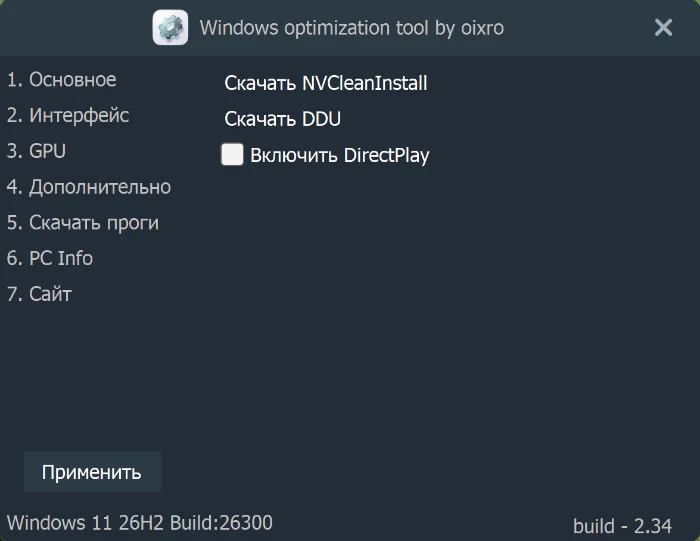 Windows optimization tool by oixro
1. Основное
2. Интерфейс
3. GPU
4. Дополнительно
5. Скачать проги
6. PC Info
7. Сайт
Скачать NVCleanInstall
Скачать DDU
Включить DirectPlay
Применить
Windows 11 26H2 Build:26300
build - 2.34